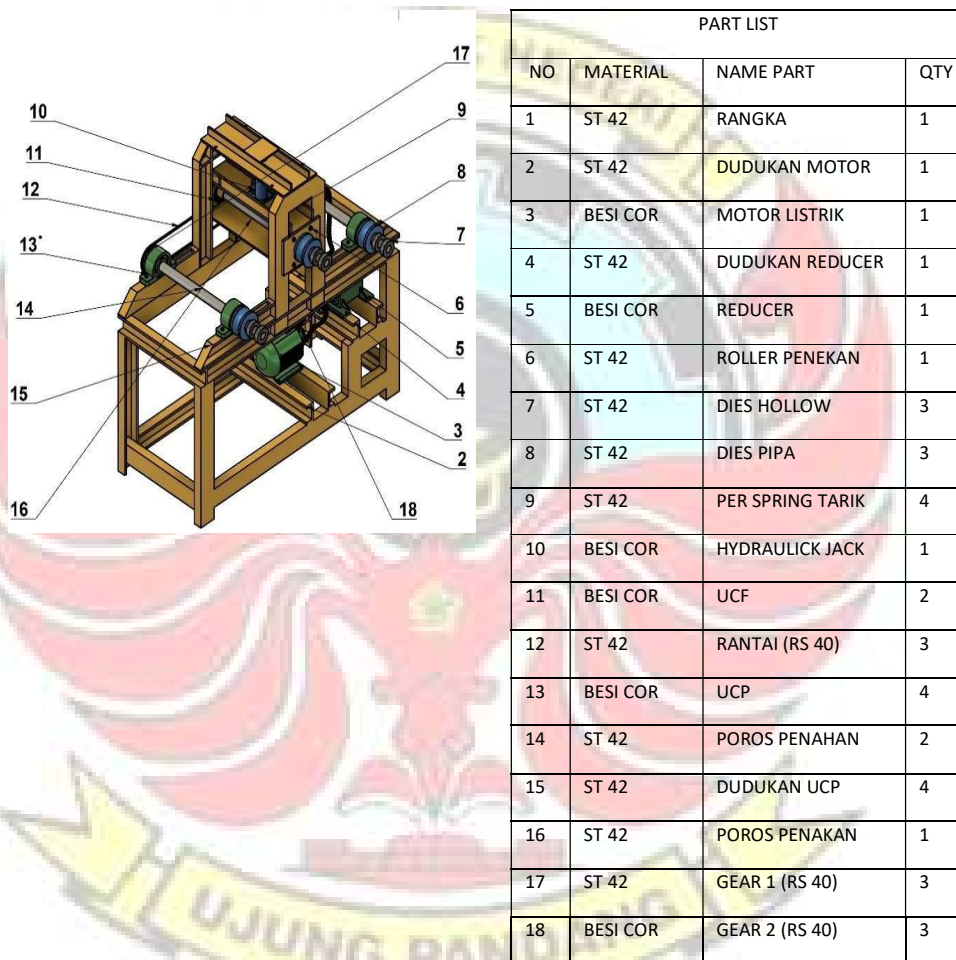 17
10
9
11
8
12
7
13
6
14
5
15
4
3
2
16
18
PART LIST
NO MATERIAL NAME PART QTY
1 ST 42 RANGKA 1
2 ST 42 DUDUKAN MOTOR 1
3 BESI COR MOTOR LISTRIK 1
4 ST 42 DUDUKAN REDUCER 1
5 BESI COR REDUCER 1
6 ST 42 ROLLER PENEKAN 1
7 ST 42 DIES HOLLOW 3
8 ST 42 DIES PIPA 3
9 ST 42 PER SPRING TARIK 4
10 BESI COR HYDRAULICK JACK 1
11 BESI COR UCF 2
12 ST 42 RANTAI (RS 40) 3
13 BESI COR UCP 4
14 ST 42 POROS PENAHAN 2
15 ST 42 DUDUKAN UCP 4
16 ST 42 POROS PENAKAN 1
17 ST 42 GEAR 1 (RS 40) 3
18 BESI COR GEAR 2 (RS 40) 3
NEGERI
UJUNG PANDANG